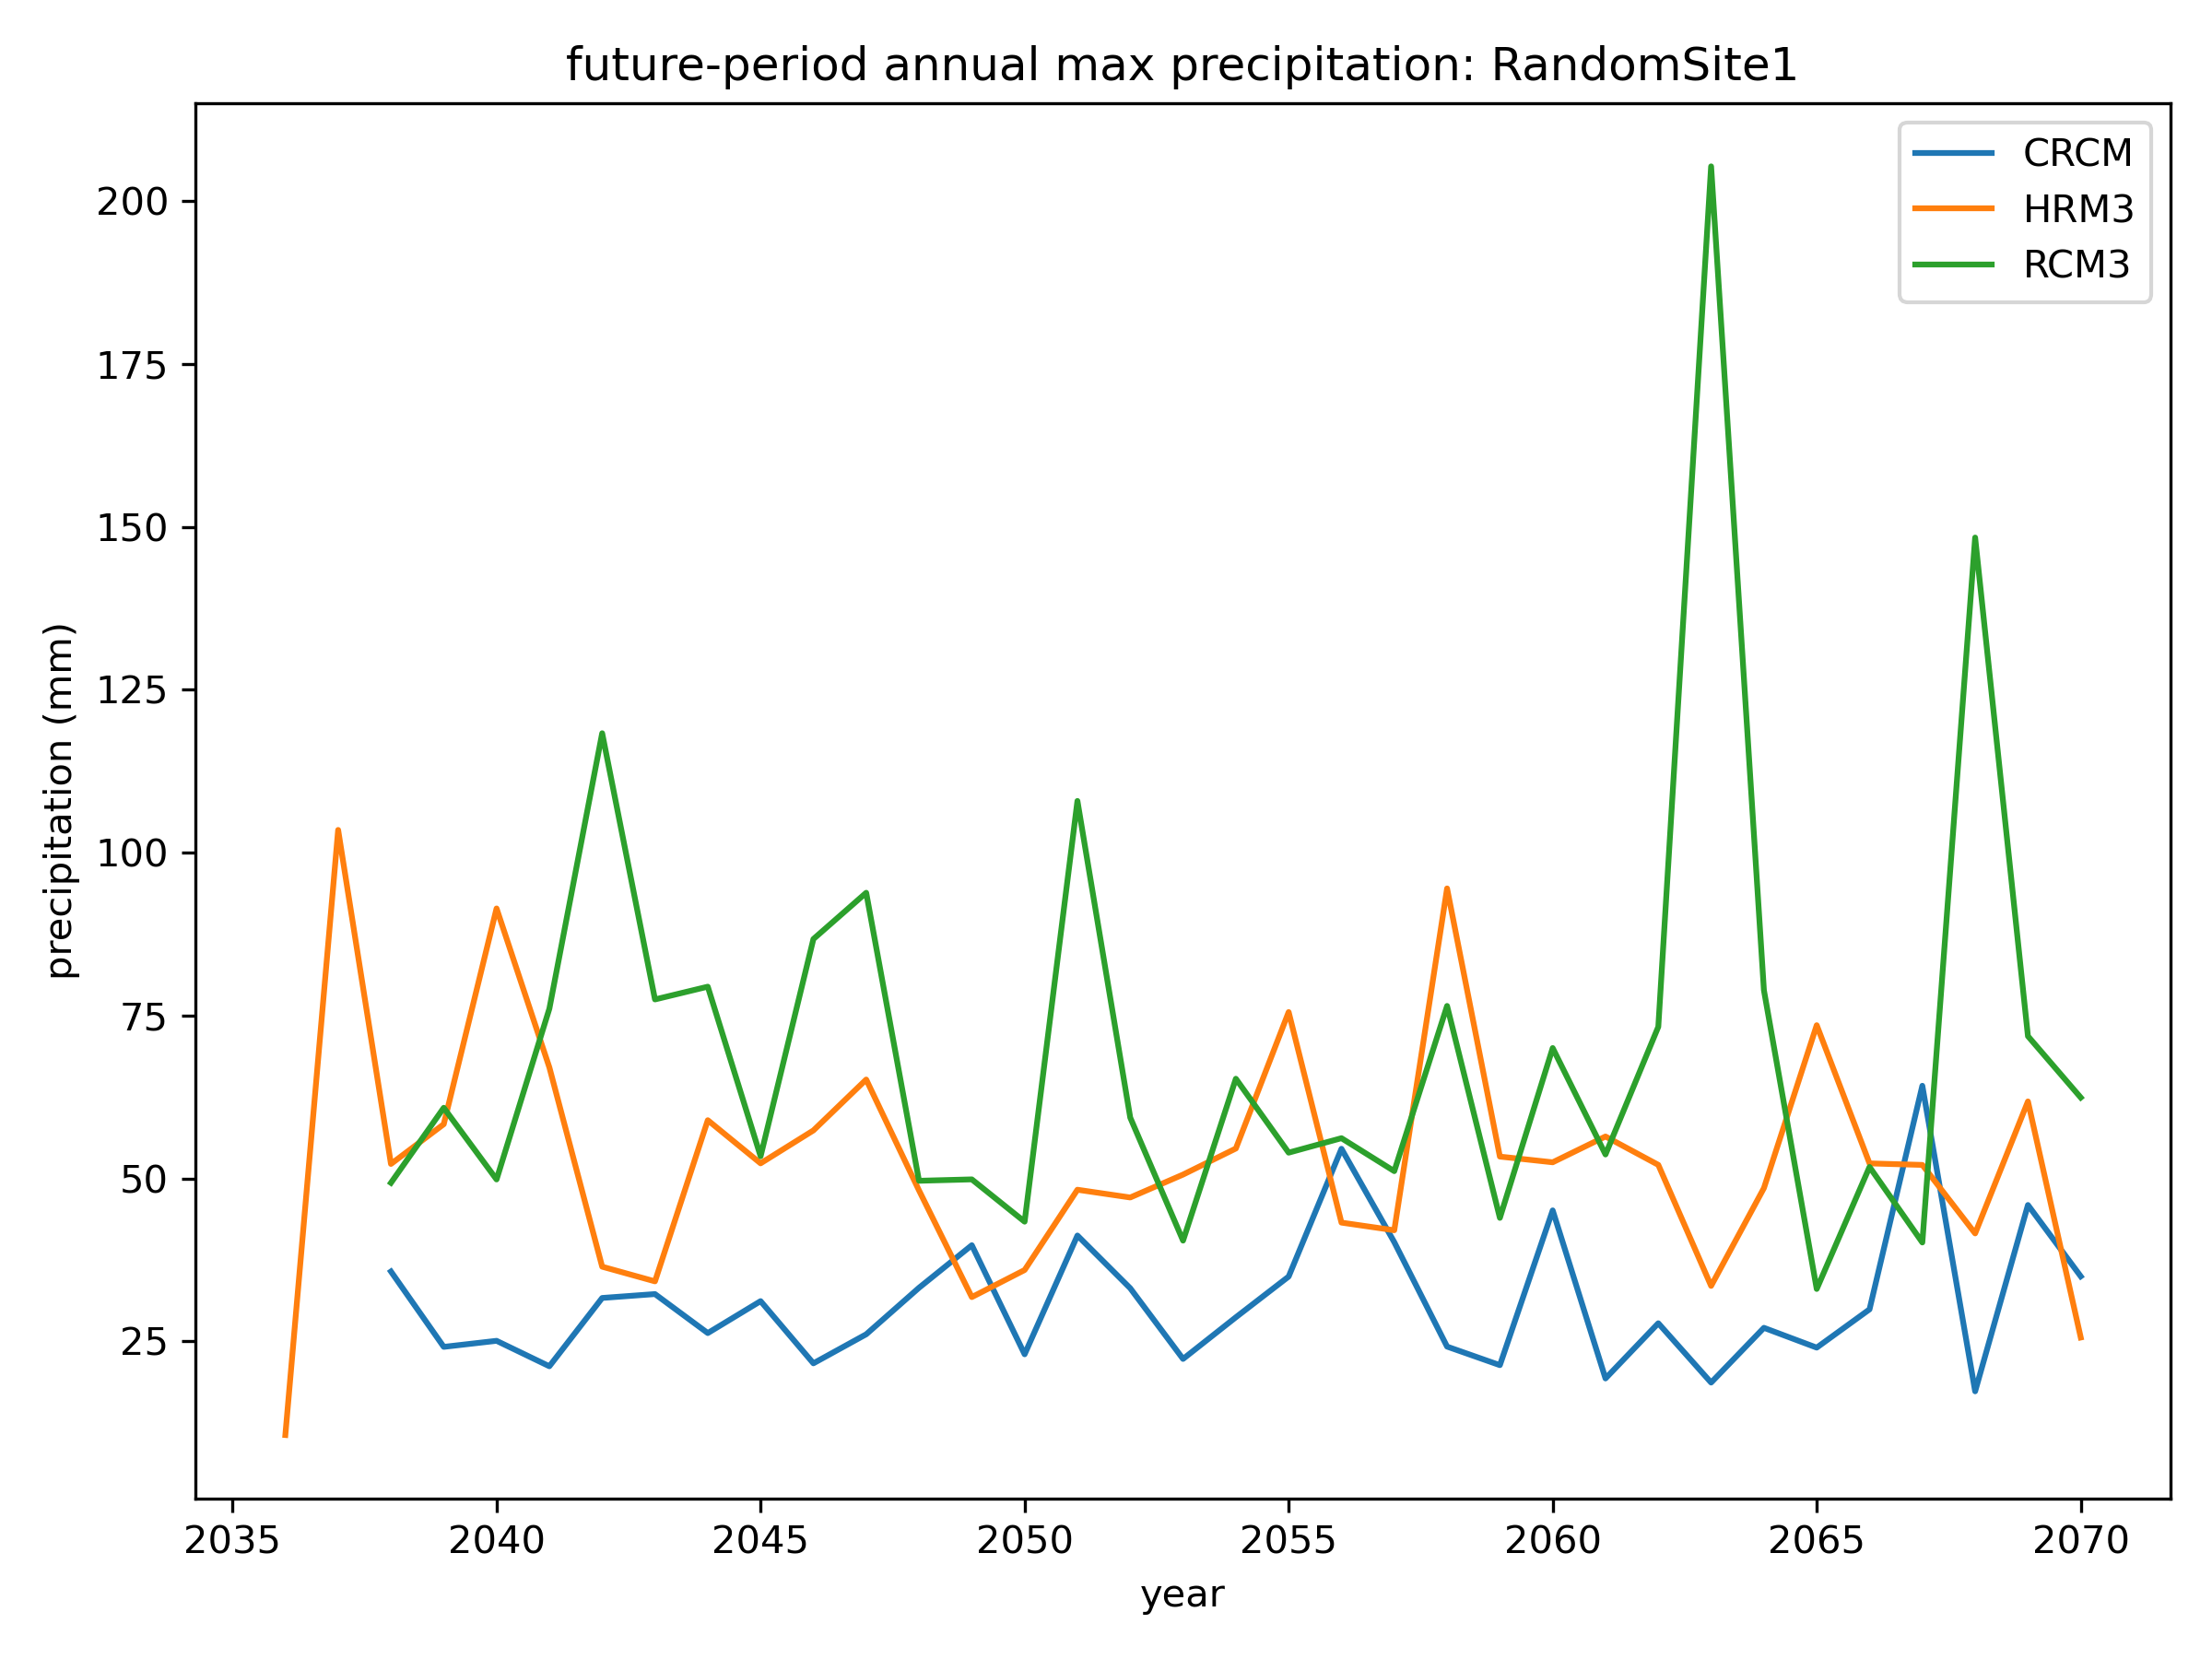 future-period annual max precipitation: RandomSite1
CRCM
HRM3
RCM3
200
175
150
125
100
75
50
25
precipitation (mm)
2035 2040 2045 2050 2055 2060 2065 2070
year